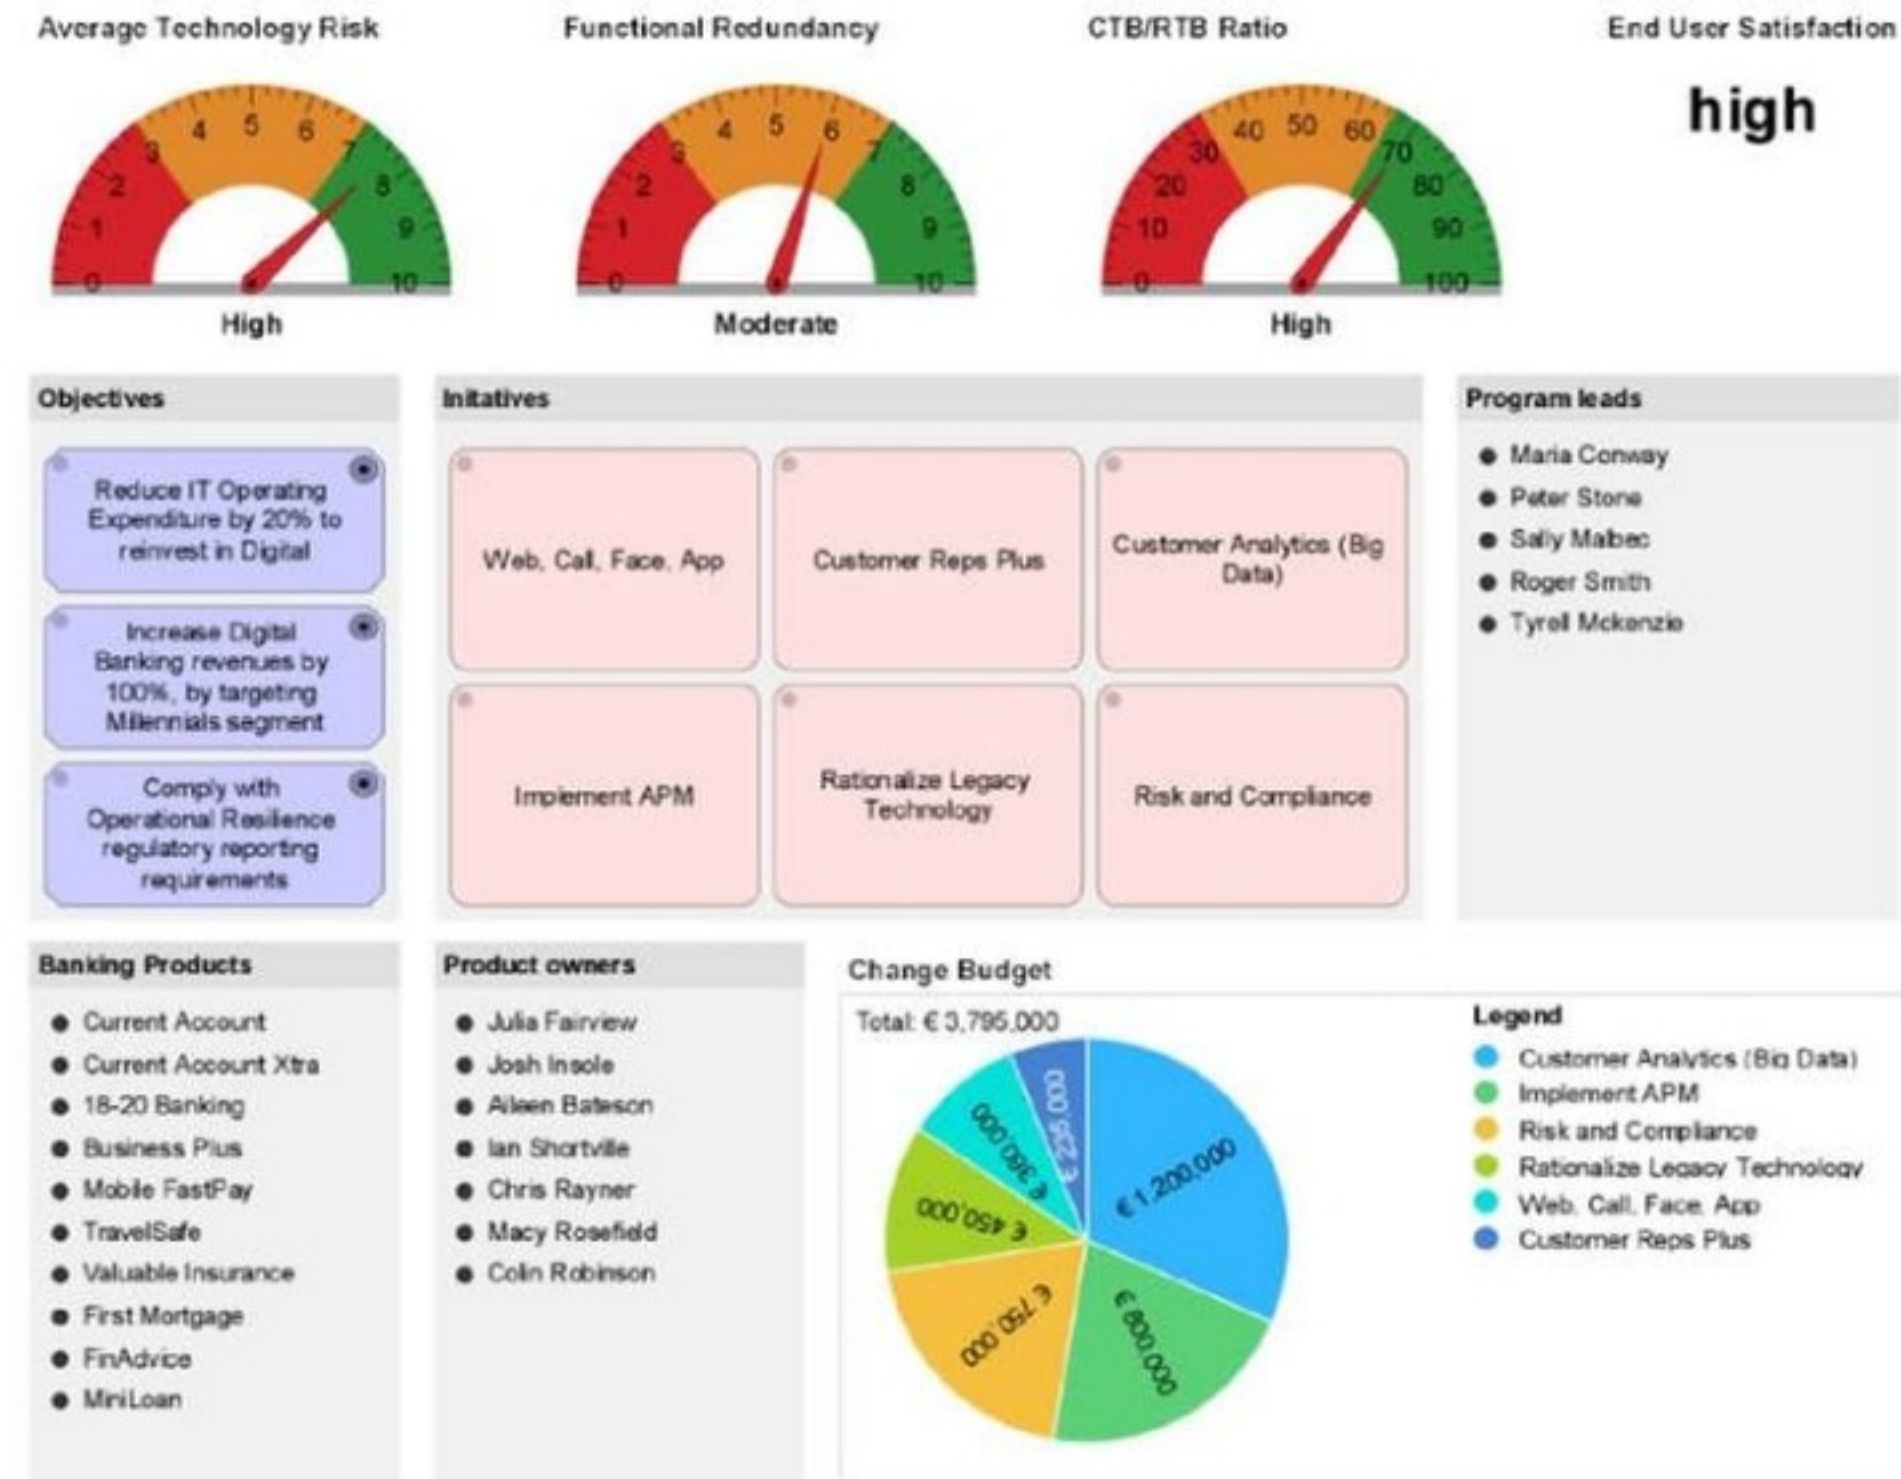 Average Technology Risk
Functional Redundancy
CTB/RTB Ratio
End User Satisfaction
0 1 2 3 4 5 6 7 8 9 10
High
0 1 2 3 4 5 6 7 8 9 10
Moderate
0 10 20 30 40 50 60 70 80 90 100
High
high
Objectives
Reduce IT Operating
Expenditure by 20% to
reinvest in Digital
Increase Digital
Banking revenues by
100%, by targeting
Millennials segment
Comply with
Operational Resilience
regulatory reporting
requirements
Initatives
Web, Call, Face, App
Customer Reps Plus
Customer Analytics (Big
Data)
Implement APM
Rationalize Legacy
Technology
Risk and Compliance
Program leads
Maria Conway
Peter Stone
Sally Malbec
Roger Smith
Tyrell Mckenzie
Banking Products
Current Account
Current Account Xtra
18-20 Banking
Business Plus
Mobile FastPay
TravelSafe
Valuable Insurance
First Mortgage
FinAdvice
MiniLoan
Product owners
Julia Fairview
Josh Insole
Aileen Bateson
Ian Shortville
Chris Rayner
Macy Rosefield
Colin Robinson
Change Budget
Total: € 3,795,000
€ 1,200,000
€ 800,000
€ 750,000
€ 450,000
€ 360,000
€ 235,000
Legend
Customer Analytics (Big Data)
Implement APM
Risk and Compliance
Rationalize Legacy Technology
Web, Call, Face, App
Customer Reps Plus